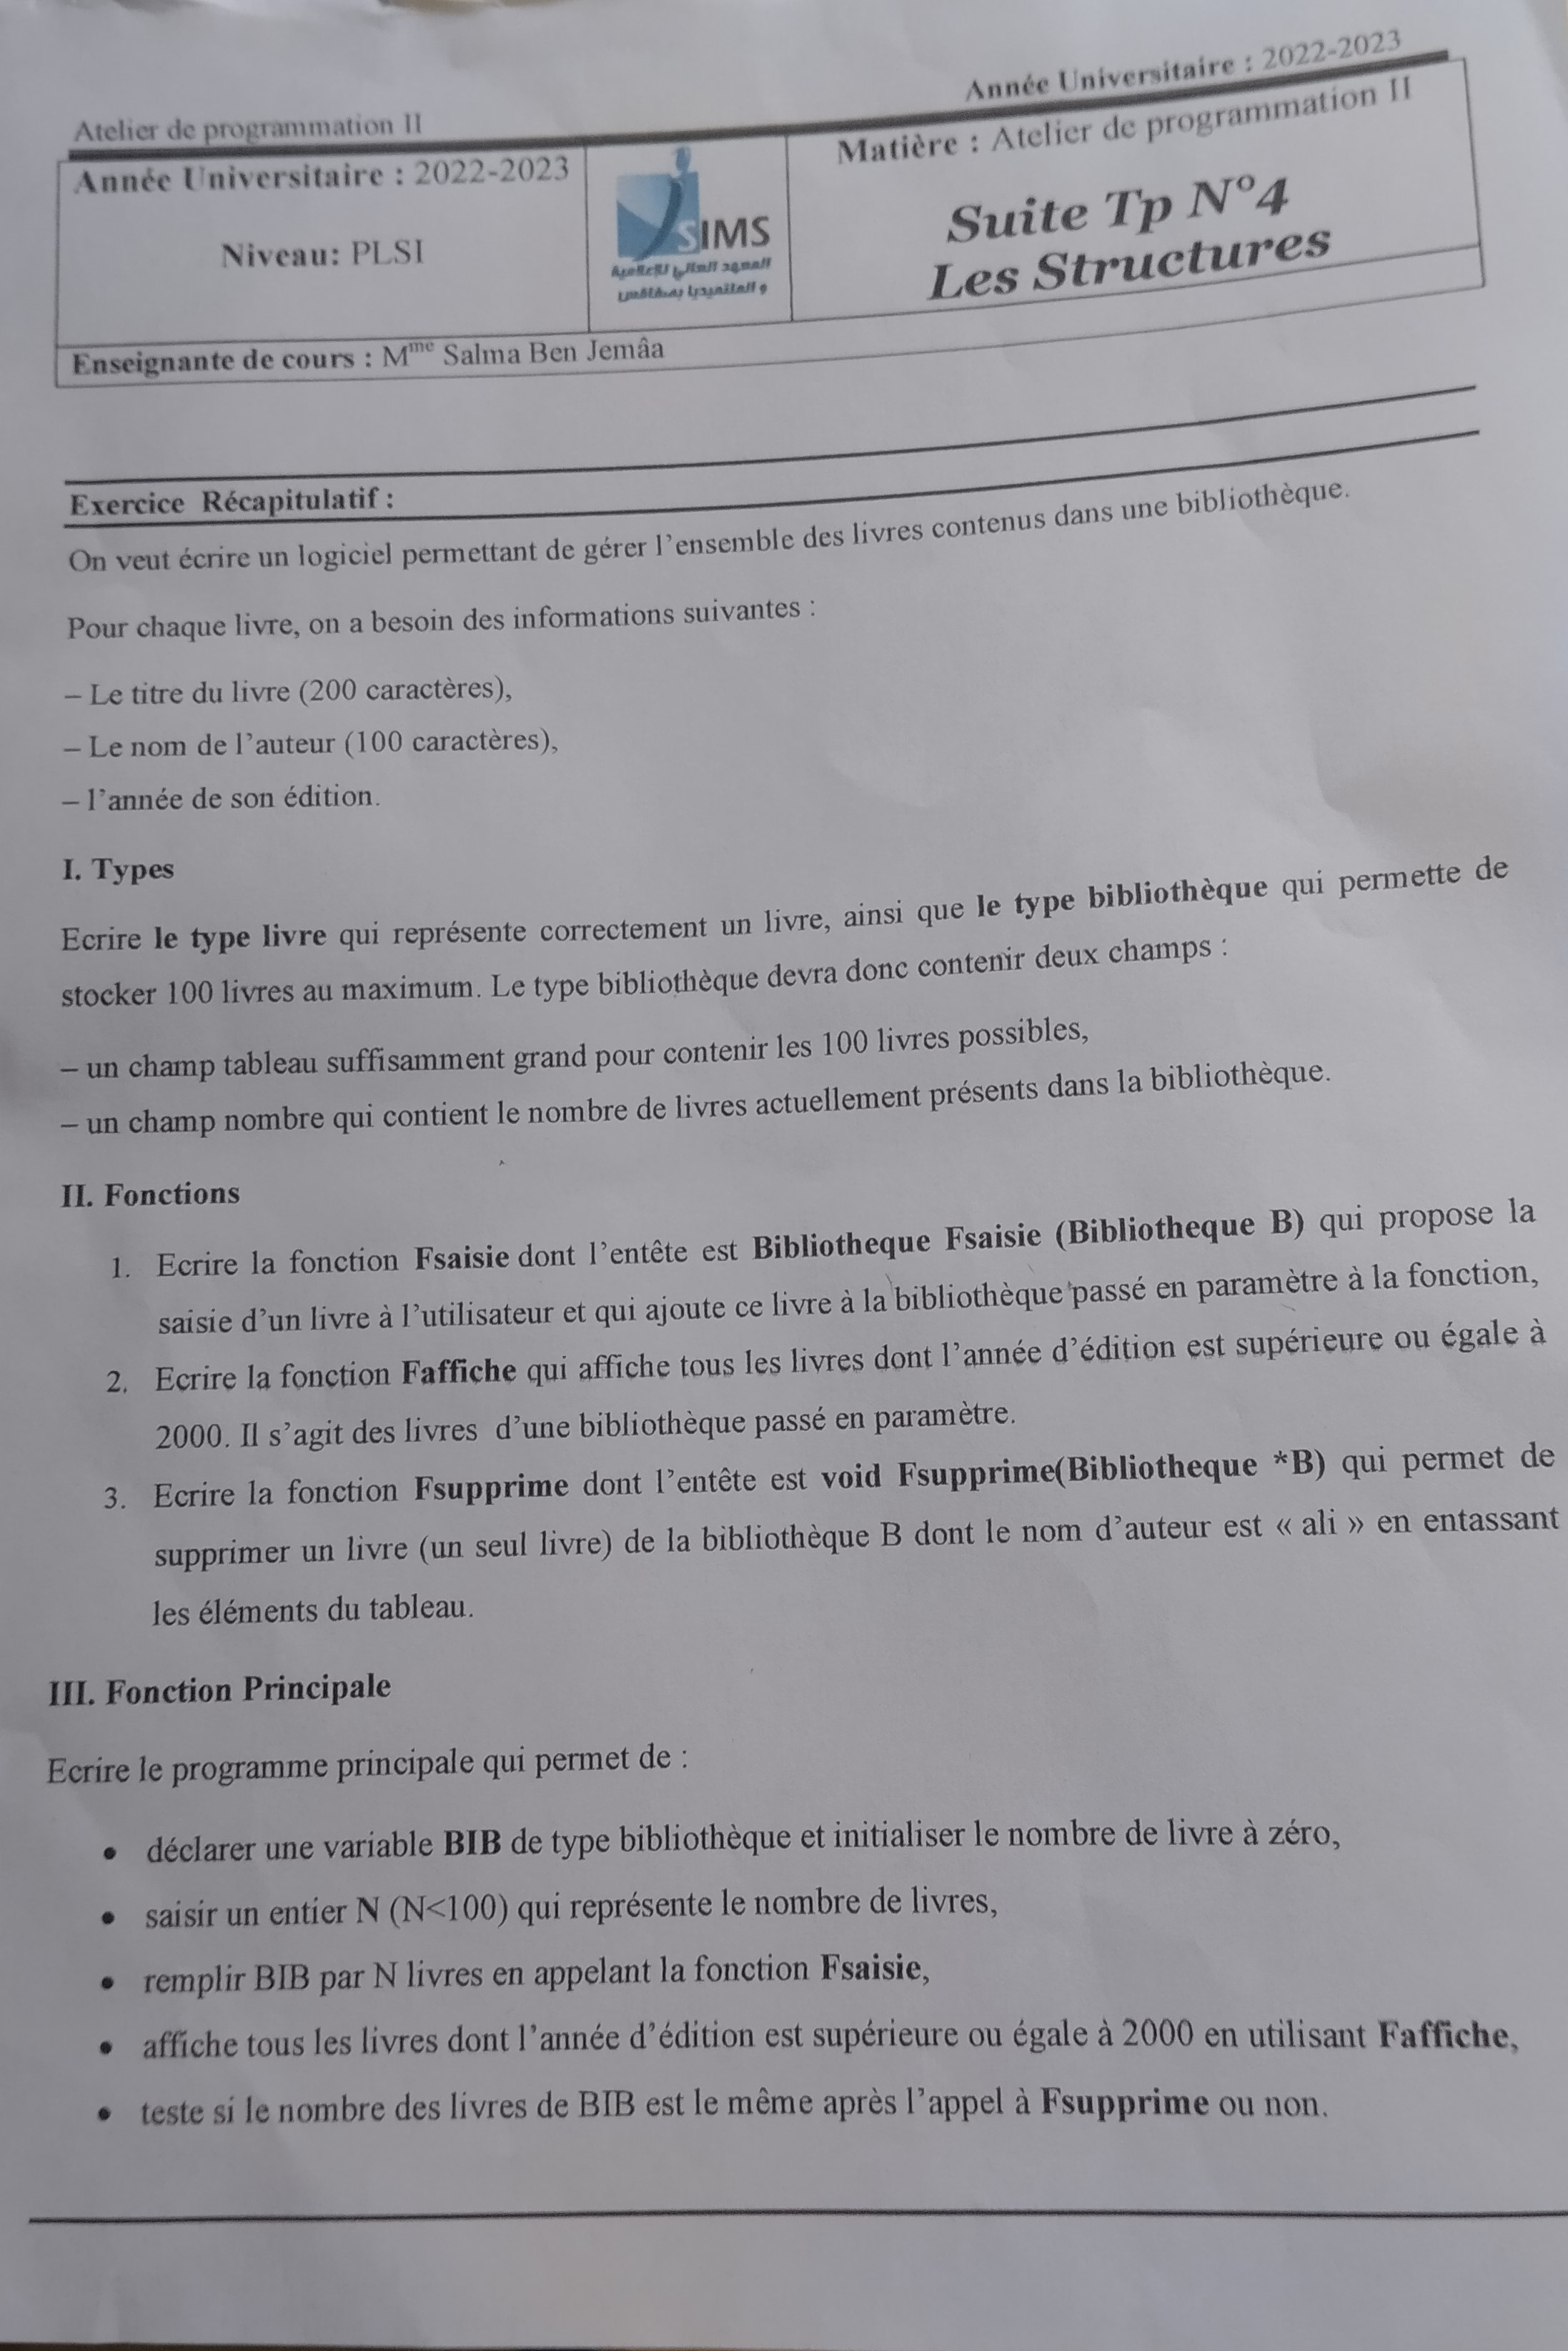 Atelier de programmation II
Année Universitaire : 2022-2023
Année Universitaire : 2022-2023
Niveau: PLSI
SIMS
المعهد العالي للإعلامية
و الملتيميديا بصفاقس
Matière : Atelier de programmation II
Suite Tp N°4
Les Structures
Enseignante de cours : Mme Salma Ben Jemâa
Exercice Récapitulatif :
On veut écrire un logiciel permettant de gérer l'ensemble des livres contenus dans une bibliothèque.
Pour chaque livre, on a besoin des informations suivantes :
– Le titre du livre (200 caractères),
– Le nom de l'auteur (100 caractères),
– l'année de son édition.
I. Types
Ecrire le type livre qui représente correctement un livre, ainsi que le type bibliothèque qui permette de
stocker 100 livres au maximum. Le type bibliothèque devra donc contenir deux champs :
– un champ tableau suffisamment grand pour contenir les 100 livres possibles,
– un champ nombre qui contient le nombre de livres actuellement présents dans la bibliothèque.
II. Fonctions
1. Ecrire la fonction Fsaisie dont l'entête est Bibliotheque Fsaisie (Bibliotheque B) qui propose la
saisie d'un livre à l'utilisateur et qui ajoute ce livre à la bibliothèque passé en paramètre à la fonction,
2. Ecrire la fonction Faffiche qui affiche tous les livres dont l'année d'édition est supérieure ou égale à
2000. Il s'agit des livres d'une bibliothèque passé en paramètre.
3. Ecrire la fonction Fsupprime dont l'entête est void Fsupprime(Bibliotheque *B) qui permet de
supprimer un livre (un seul livre) de la bibliothèque B dont le nom d'auteur est « ali » en entassant
les éléments du tableau.
III. Fonction Principale
Ecrire le programme principale qui permet de :
• déclarer une variable BIB de type bibliothèque et initialiser le nombre de livre à zéro,
• saisir un entier N (N<100) qui représente le nombre de livres,
• remplir BIB par N livres en appelant la fonction Fsaisie,
• affiche tous les livres dont l'année d'édition est supérieure ou égale à 2000 en utilisant Faffiche,
• teste si le nombre des livres de BIB est le même après l'appel à Fsupprime ou non.